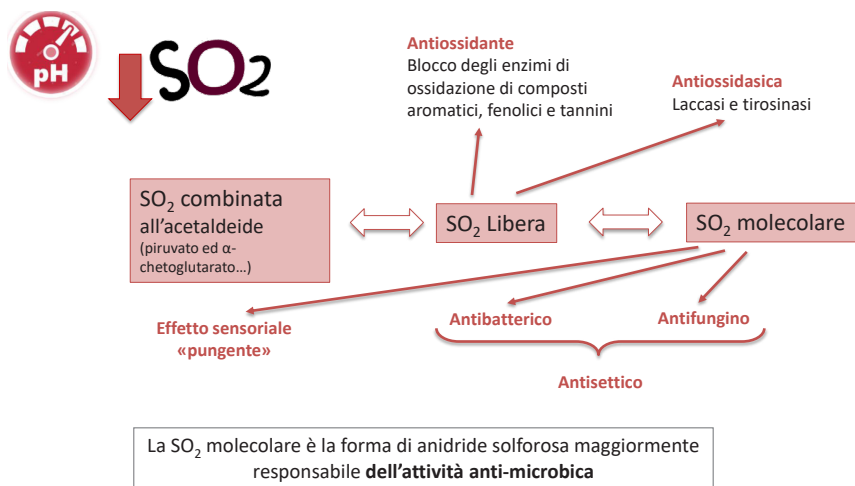 pH
SO2
Antiossidante
Blocco degli enzimi di
ossidazione di composti
aromatici, fenolici e tannini
Antiossidasica
Laccasi e tirosinasi
SO2 combinata
all’acetaldeide
(piruvato ed α-
chetoglutarato…)
SO2 Libera
SO2 molecolare
Effetto sensoriale
«pungente»
Antibatterico
Antifungino
Antisettico
La SO2 molecolare è la forma di anidride solforosa maggiormente
responsabile dell’attività anti-microbica